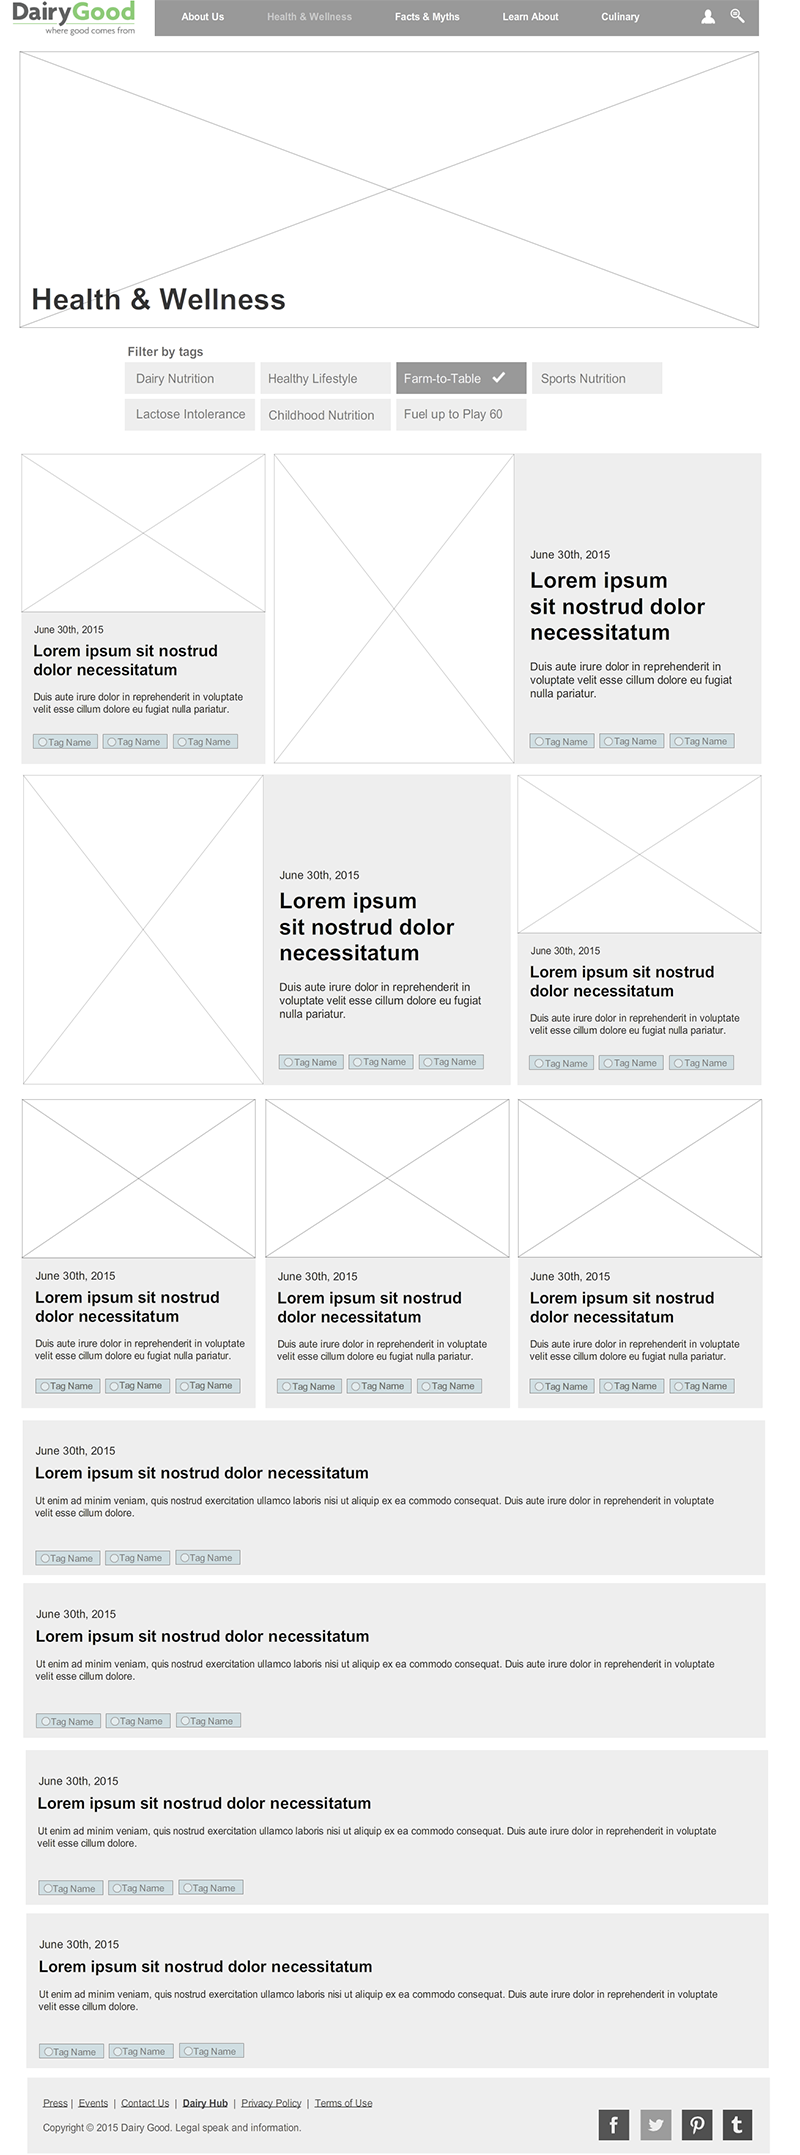 DairyGood
where good comes from
About Us
Health & Wellness
Facts & Myths
Learn About
Culinary
Health & Wellness
Filter by tags
Dairy Nutrition
Healthy Lifestyle
Farm-to-Table
Sports Nutrition
Lactose Intolerance
Childhood Nutrition
Fuel up to Play 60
June 30th, 2015
Lorem ipsum sit nostrud
dolor necessitatum
Duis aute irure dolor in reprehenderit in voluptate
velit esse cillum dolore eu fugiat nulla pariatur.
Tag Name Tag Name Tag Name
June 30th, 2015
Lorem ipsum
sit nostrud dolor
necessitatum
Duis aute irure dolor in reprehenderit in
voluptate velit esse cillum dolore eu fugiat
nulla pariatur.
Tag Name Tag Name Tag Name
June 30th, 2015
Lorem ipsum
sit nostrud dolor
necessitatum
Duis aute irure dolor in reprehenderit in
voluptate velit esse cillum dolore eu fugiat
nulla pariatur.
Tag Name Tag Name Tag Name
June 30th, 2015
Lorem ipsum sit nostrud
dolor necessitatum
Duis aute irure dolor in reprehenderit in voluptate
velit esse cillum dolore eu fugiat nulla pariatur.
Tag Name Tag Name Tag Name
June 30th, 2015
Lorem ipsum sit nostrud
dolor necessitatum
Duis aute irure dolor in reprehenderit in voluptate
velit esse cillum dolore eu fugiat nulla pariatur.
Tag Name Tag Name Tag Name
June 30th, 2015
Lorem ipsum sit nostrud
dolor necessitatum
Duis aute irure dolor in reprehenderit in voluptate
velit esse cillum dolore eu fugiat nulla pariatur.
Tag Name Tag Name Tag Name
June 30th, 2015
Lorem ipsum sit nostrud
dolor necessitatum
Duis aute irure dolor in reprehenderit in voluptate
velit esse cillum dolore eu fugiat nulla pariatur.
Tag Name Tag Name Tag Name
June 30th, 2015
Lorem ipsum sit nostrud dolor necessitatum
Ut enim ad minim veniam, quis nostrud exercitation ullamco laboris nisi ut aliquip ex ea commodo consequat. Duis aute irure dolor in reprehenderit in voluptate
velit esse cillum dolore.
Tag Name Tag Name Tag Name
June 30th, 2015
Lorem ipsum sit nostrud dolor necessitatum
Ut enim ad minim veniam, quis nostrud exercitation ullamco laboris nisi ut aliquip ex ea commodo consequat. Duis aute irure dolor in reprehenderit in voluptate
velit esse cillum dolore.
Tag Name Tag Name Tag Name
June 30th, 2015
Lorem ipsum sit nostrud dolor necessitatum
Ut enim ad minim veniam, quis nostrud exercitation ullamco laboris nisi ut aliquip ex ea commodo consequat. Duis aute irure dolor in reprehenderit in voluptate
velit esse cillum dolore.
Tag Name Tag Name Tag Name
June 30th, 2015
Lorem ipsum sit nostrud dolor necessitatum
Ut enim ad minim veniam, quis nostrud exercitation ullamco laboris nisi ut aliquip ex ea commodo consequat. Duis aute irure dolor in reprehenderit in voluptate
velit esse cillum dolore.
Tag Name Tag Name Tag Name
Press | Events | Contact Us | Dairy Hub | Privacy Policy | Terms of Use
Copyright © 2015 Dairy Good. Legal speak and information.